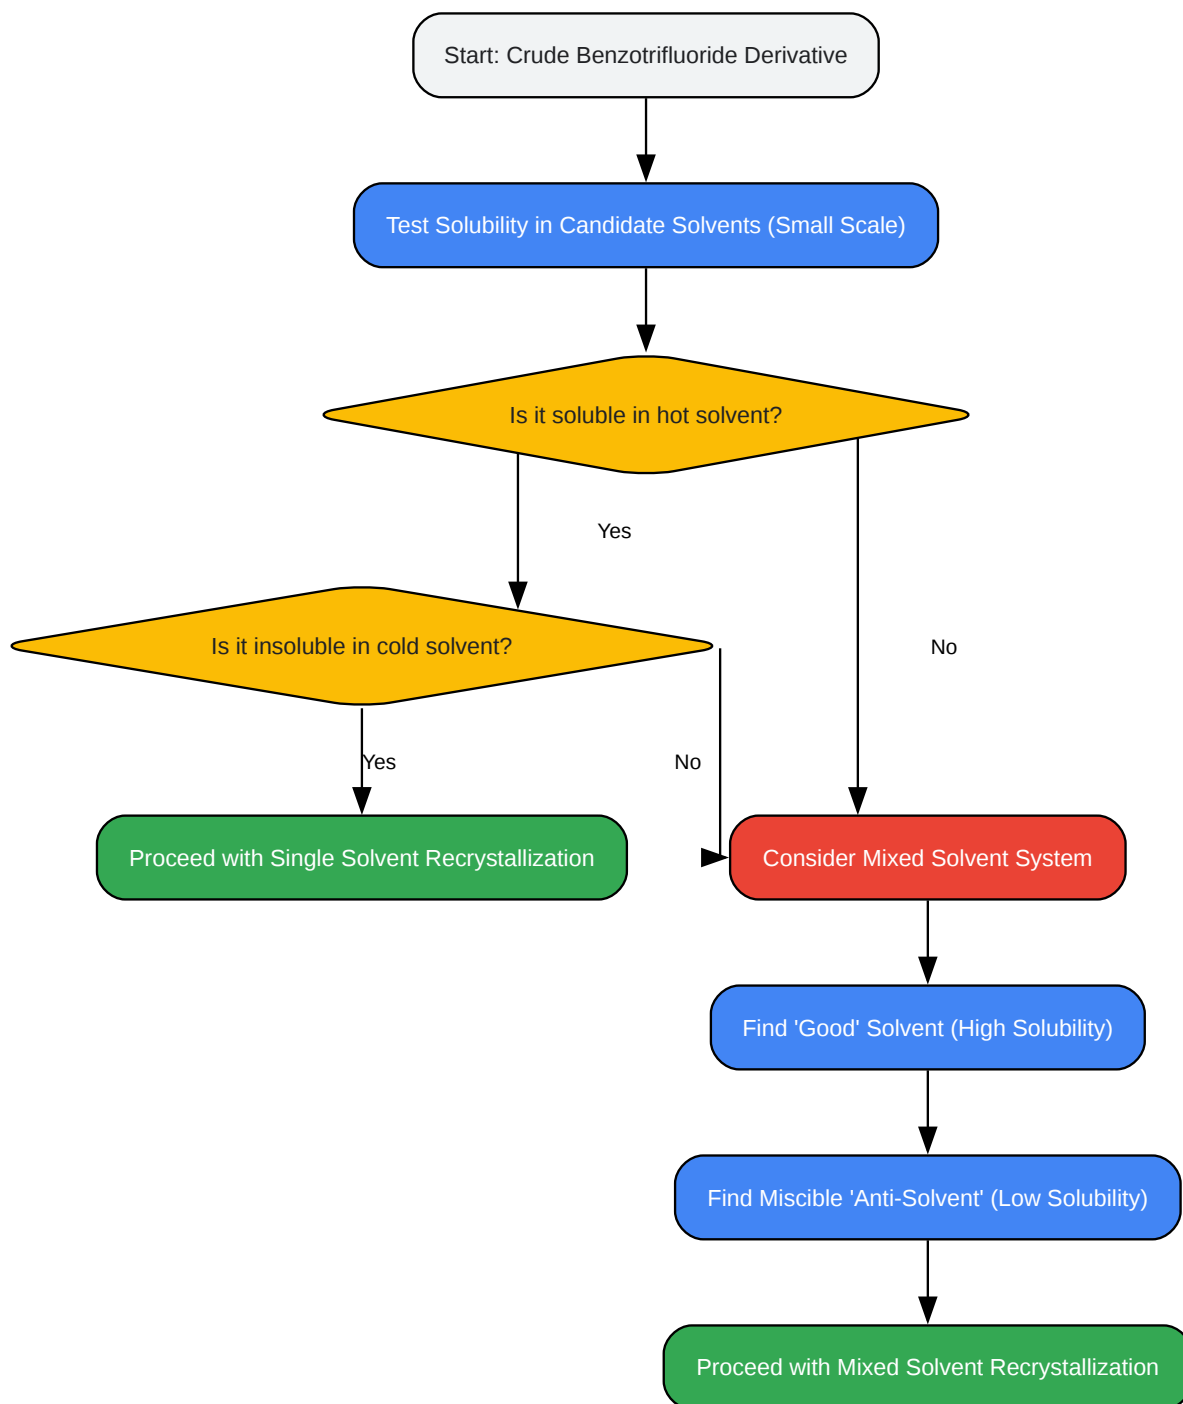 Start: Crude Benzotrifluoride Derivative
Test Solubility in Candidate Solvents (Small Scale)
Is it soluble in hot solvent?
Yes
Is it insoluble in cold solvent?
No
Yes
No
Proceed with Single Solvent Recrystallization
Consider Mixed Solvent System
Find 'Good' Solvent (High Solubility)
Find Miscible 'Anti-Solvent' (Low Solubility)
Proceed with Mixed Solvent Recrystallization